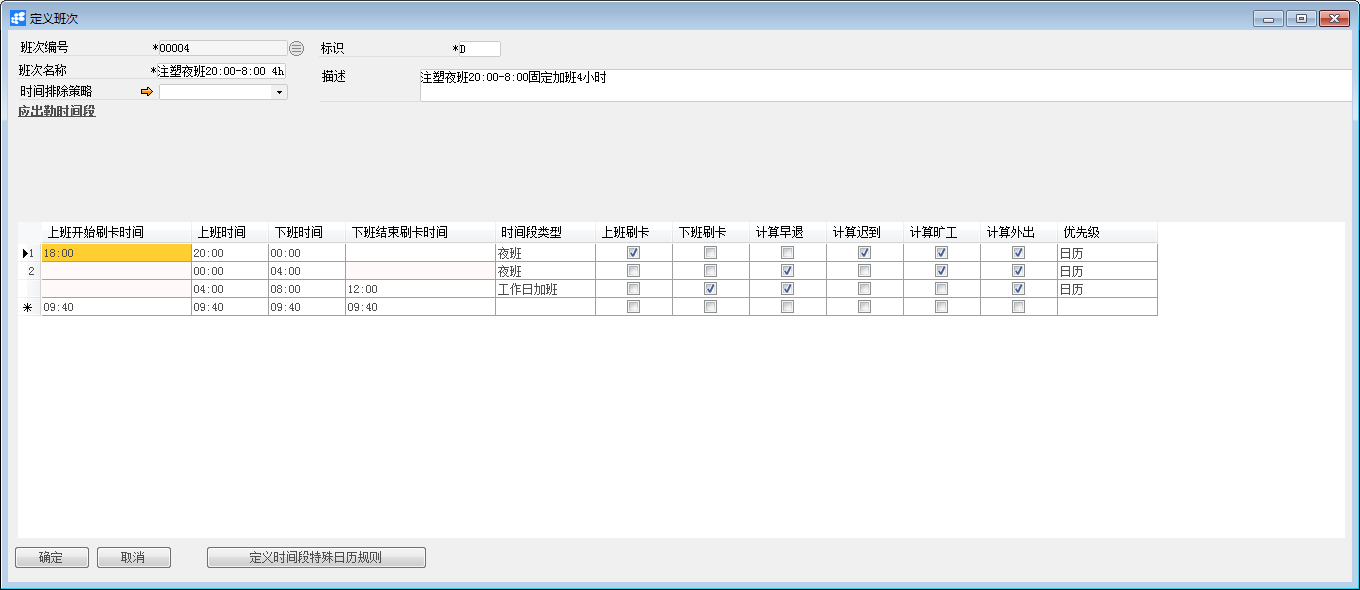 定义班次
班次编号 *00004 标识 *D
班次名称 *注塑夜班20:00-8:00 4h 描述 注塑夜班20:00-8:00固定加班4小时
时间排除策略
应出勤时间段
上班开始刷卡时间 上班时间 下班时间 下班结束刷卡时间 时间段类型 上班刷卡 下班刷卡 计算早退 计算迟到 计算旷工 计算外出 优先级
1 18:00 20:00 00:00 夜班 日历
2 00:00 04:00 夜班 日历
04:00 08:00 12:00 工作日加班 日历
* 09:40 09:40 09:40 09:40
确定 取消 定义时间段特殊日历规则